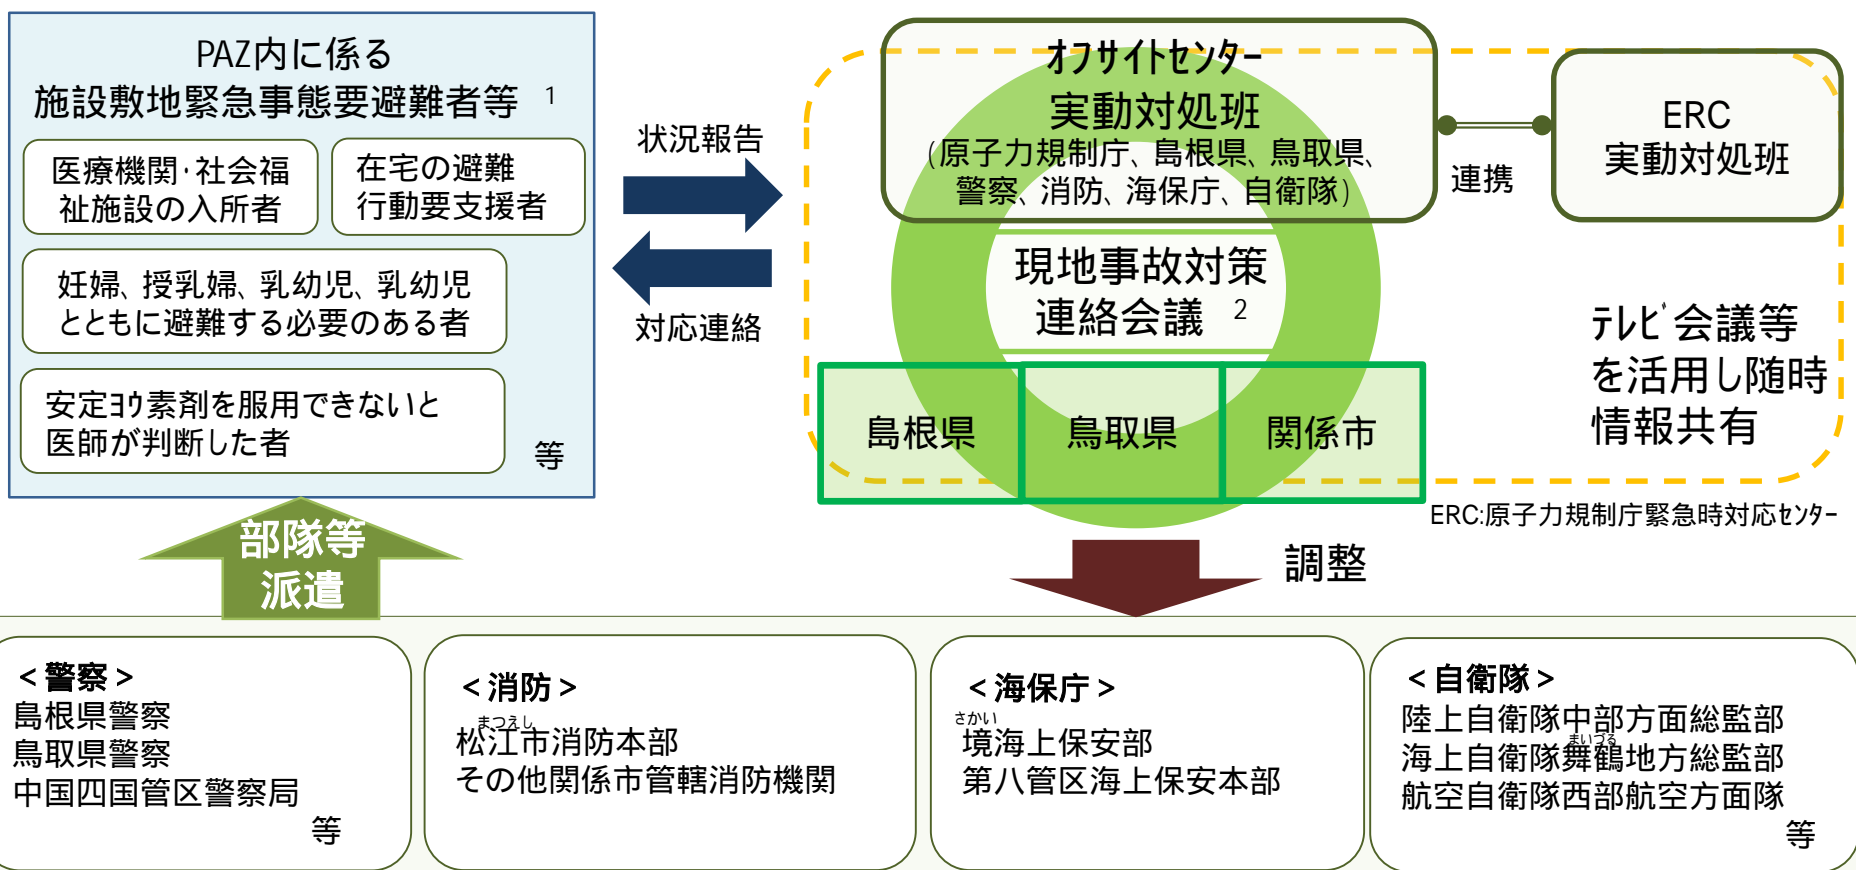 PAZ内に係る
施設敷地緊急事態要避難者等 1
医療機関・社会福
祉施設の入所者
在宅の避難
行動要支援者
妊婦、授乳婦、乳幼児、乳幼児
とともに避難する必要のある者
安定ﾖｳ素剤を服用できないと
医師が判断した者
等
状況報告
対応連絡
ｵﾌｻｲﾄｾﾝﾀｰ
実動対処班
(原子力規制庁、島根県、鳥取県、
警察、消防、海保庁、自衛隊)
連携
ERC
実動対処班
現地事故対策
連絡会議 2
島根県
鳥取県
関係市
ﾃﾚﾋﾞ会議等
を活用し随時
情報共有
ERC:原子力規制庁緊急時対応ｾﾝﾀｰ
部隊等
派遣
調整
＜警察＞
島根県警察
鳥取県警察
中国四国管区警察局
等
＜消防＞
まつえし
松江市消防本部
その他関係市管轄消防機関
＜海保庁＞
さかい
境海上保安部
第八管区海上保安本部
＜自衛隊＞
陸上自衛隊中部方面総監部
まいづる
海上自衛隊舞鶴地方総監部
航空自衛隊西部航空方面隊
等